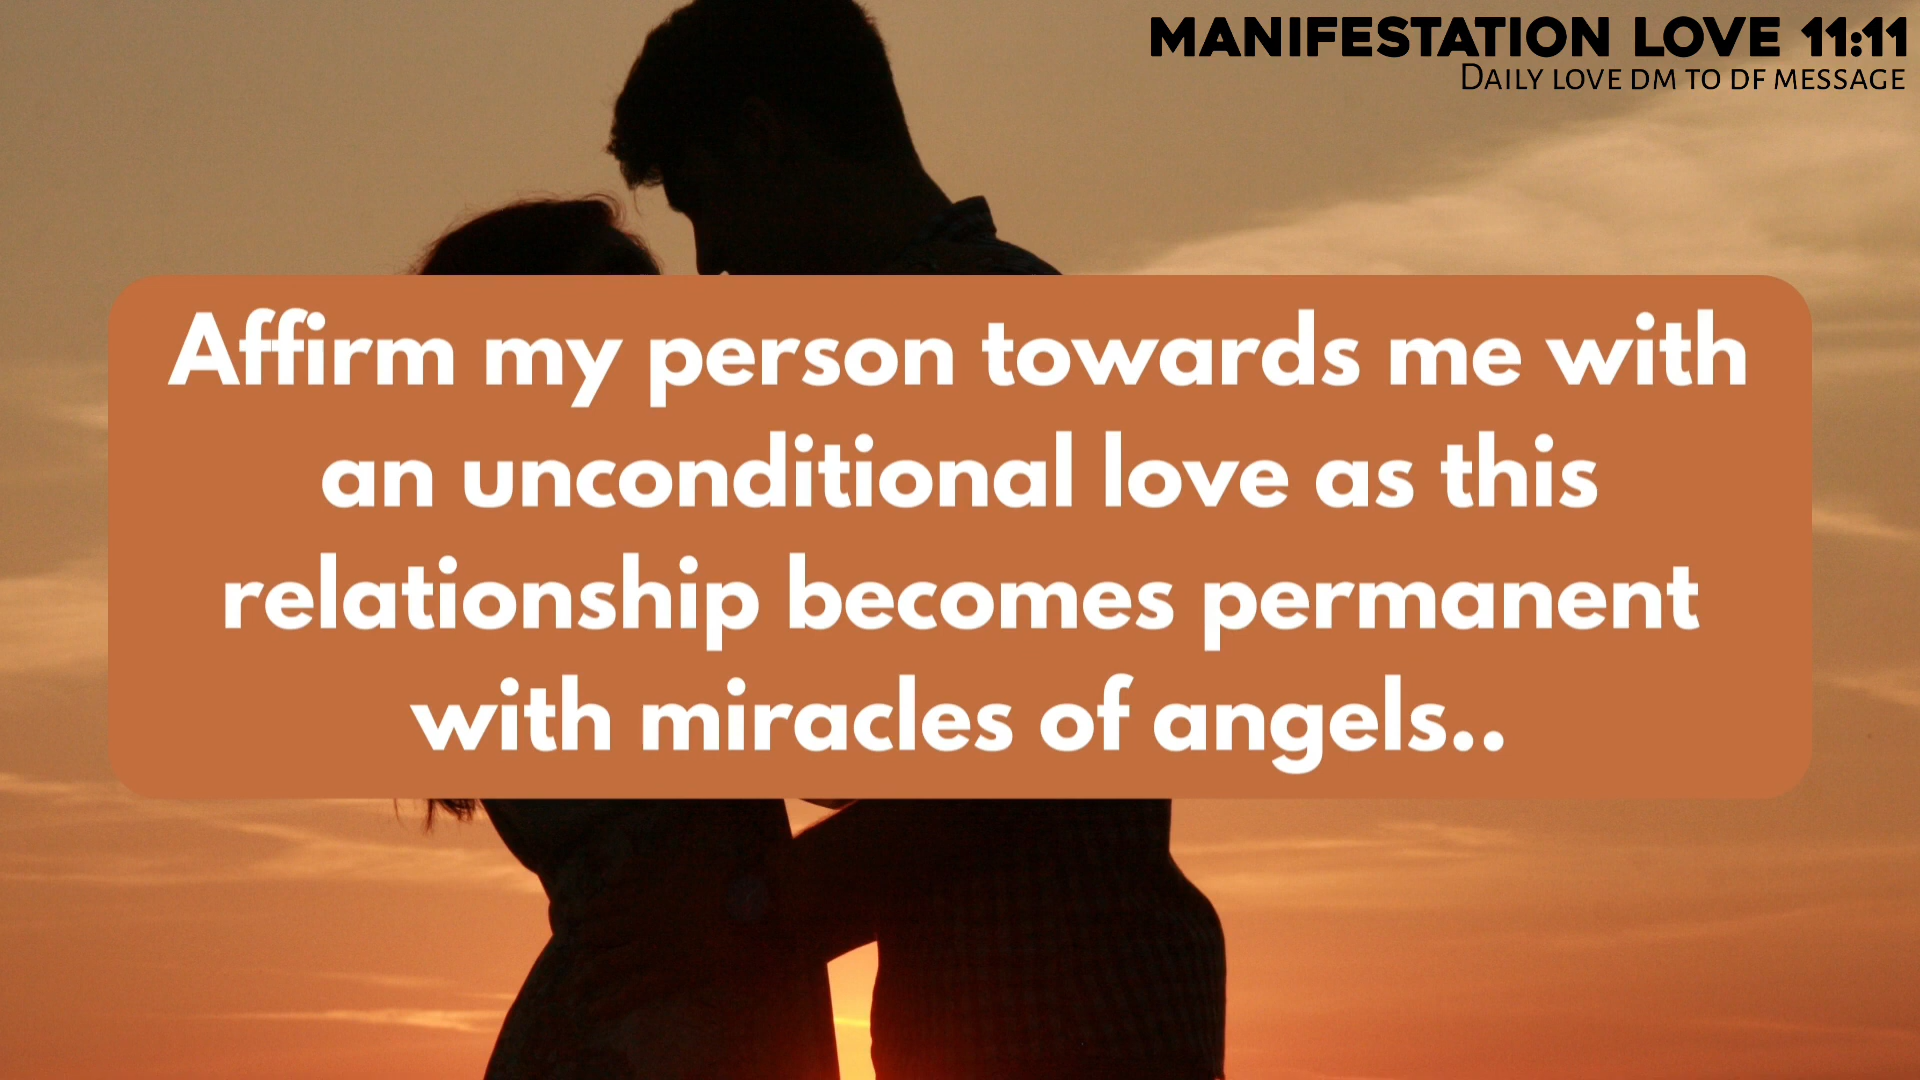 MANIFESTATION LOVE 11:11
DAILY LOVE DM TO DF MESSAGE
Affirm my person towards me with
an unconditional love as this
relationship becomes permanent
with miracles of angels..